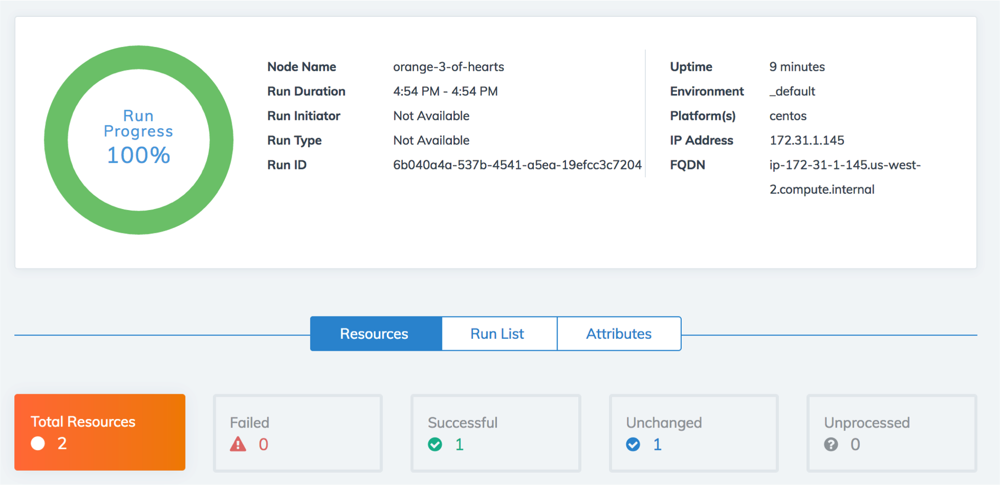 Run
Progress
100%
Node Name orange-3-of-hearts
Run Duration 4:54 PM - 4:54 PM
Run Initiator Not Available
Run Type Not Available
Run ID 6b040a4a-537b-4541-a5ea-19efcc3c7204
Uptime 9 minutes
Environment _default
Platform(s) centos
IP Address 172.31.1.145
FQDN ip-172-31-1-145.us-west-
2.compute.internal
Resources Run List Attributes
Total Resources
2
Failed
0
Successful
1
Unchanged
1
Unprocessed
0